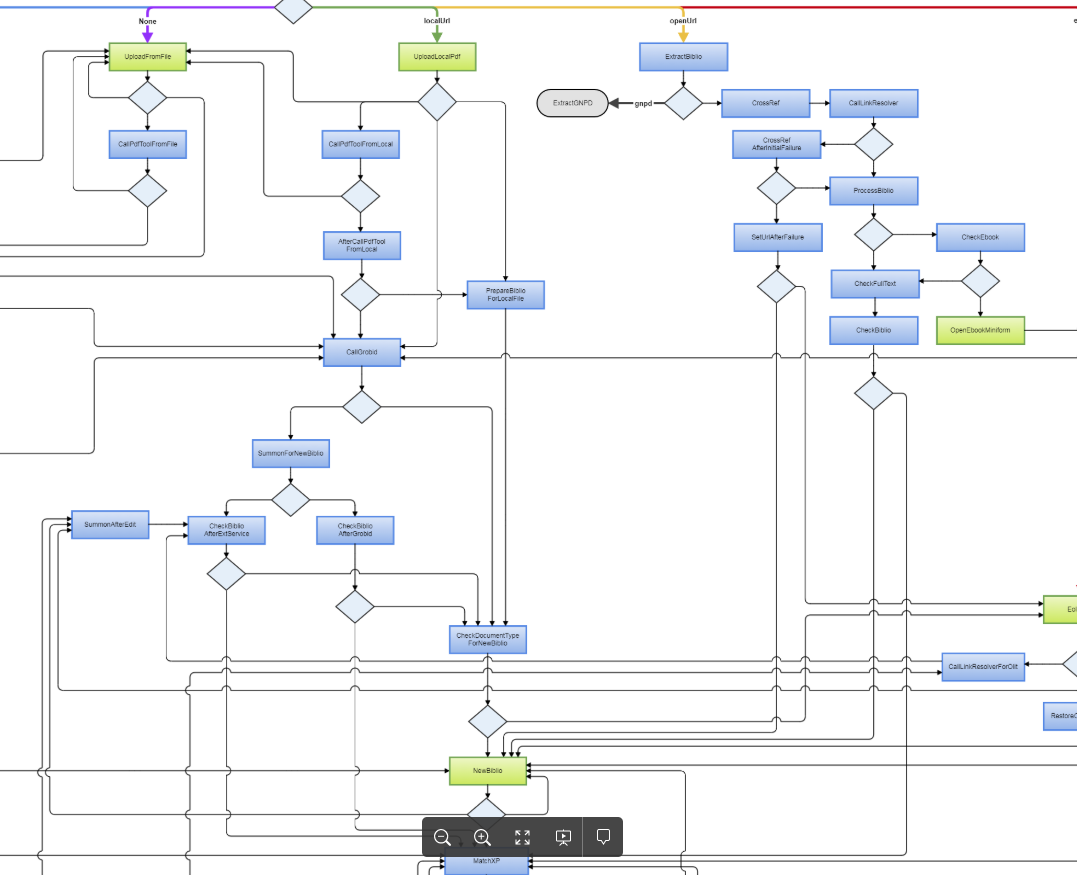 None
localUrl
openUrl
UploadFromFile
UploadLocalPdf
ExtractBiblio
ExtractGNPD
gnpd
CrossRef
CallLinkResolver
CallPdfToolFromFile
CallPdfToolFromLocal
CrossRef
AfterInitialFailure
ProcessBiblio
AfterCallPdfTool
FromLocal
SetUrlAfterFailure
CheckEbook
PrepareBiblio
ForLocalFile
CheckFullText
CallGrobid
CheckBiblio
OpenEbookMiniform
SummonForNewBiblio
SummonAfterEdit
CheckBiblio
AfterExtService
CheckBiblio
AfterGrobid
CheckDocumentType
ForNewBiblio
CallLinkResolverForOlit
NewBiblio
MatchXP